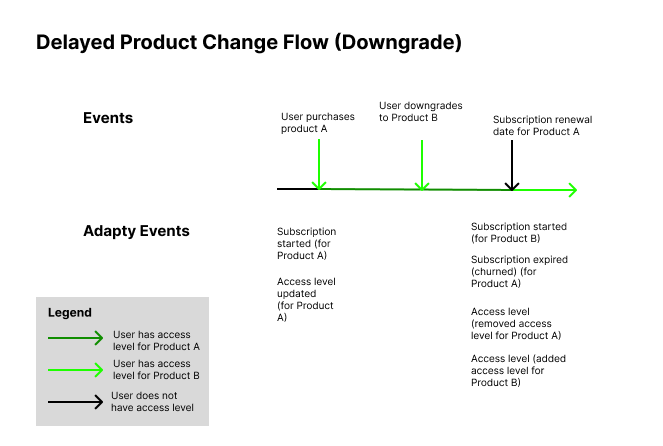 Delayed Product Change Flow (Downgrade)
Events
User purchases
product A
User downgrades
to Product B
Subscription renewal
date for Product A
Adapty Events
Subscription
started (for
Product A)
Access level
updated
(for Product
A)
Subscription started
(for Product B)
Subscription expired
(churned) (for
Product A)
Access level
(removed access
level for Product A)
Access level (added
access level for
Product B)
Legend
User has access
level for Product A
User has access
level for Product B
User does not
have access level